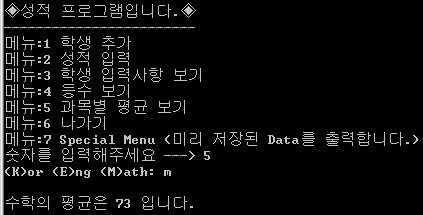 ◈성적 프로그램입니다.◈
-------------------------
메뉴:1 학생 추가
메뉴:2 성적 입력
메뉴:3 학생 입력사항 보기
메뉴:4 등수 보기
메뉴:5 과목별 평균 보기
메뉴:6 나가기
메뉴:7 Special Menu (미리 저장된 Data를 출력합니다.)
숫자를 입력해주세요 ---> 5
(K)or (E)ng (M)ath: m
수학의 평균은 73 입니다.